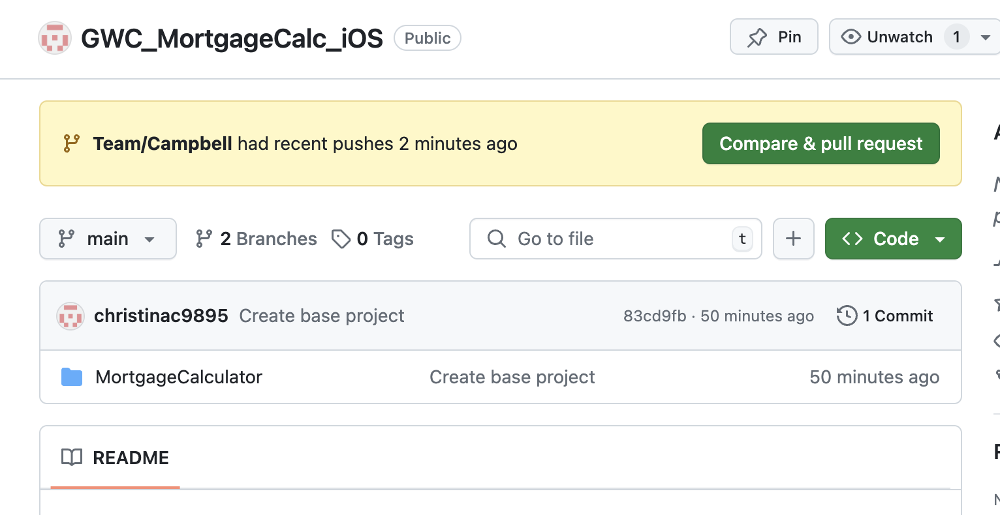 GWC_MortgageCalc_iOS Public Pin Unwatch 1
Team/Campbell had recent pushes 2 minutes ago Compare & pull request
main 2 Branches 0 Tags Go to file t Code
christinac9895 Create base project 83cd9fb · 50 minutes ago 1 Commit
MortgageCalculator Create base project 50 minutes ago
README